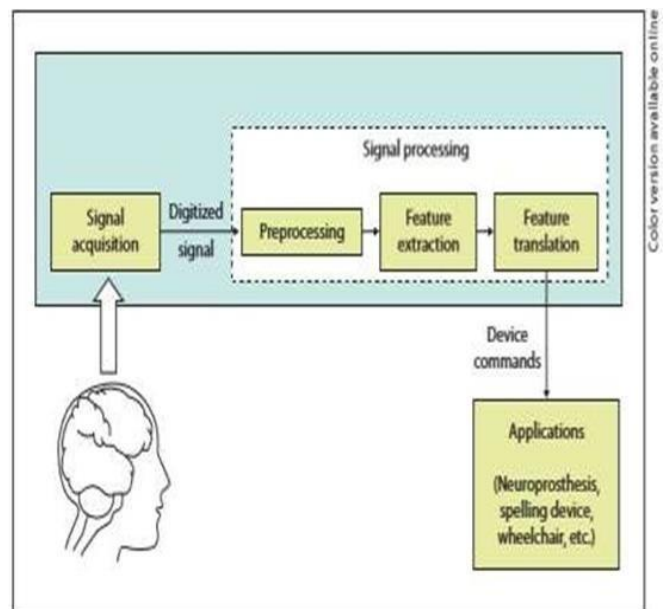 Signal processing
Signal
acquisition
Digitized
signal
Preprocessing
Feature
extraction
Feature
translation
Device
commands
Applications
(Neuroprosthesis,
spelling device,
wheelchair, etc.)
Color version available online